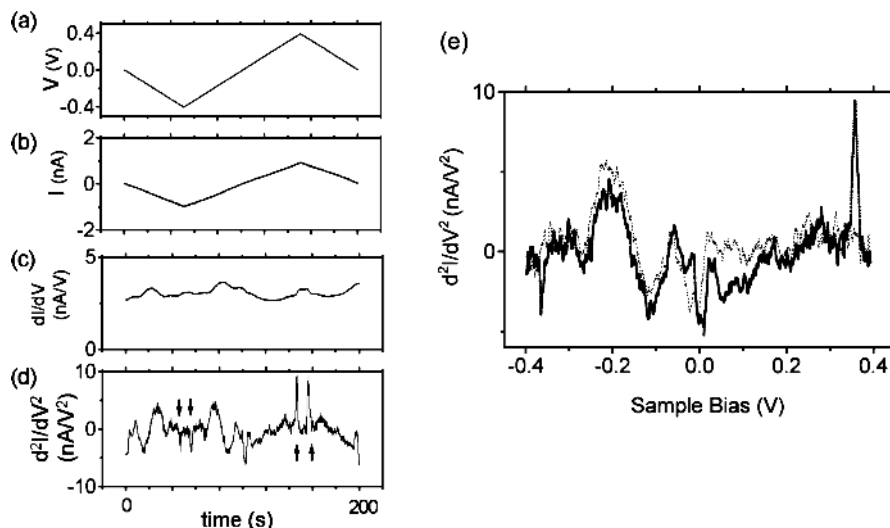 (a)
0.4
0.0
-0.4
V (V)
(b)
2
0
-2
I (nA)
(c)
5
0
dI/dV
(nA/V)
(d)
10
0
-10
d²I/dV²
(nA/V²)
0
200
time (s)
(e)
10
0
d²I/dV² (nA/V²)
-0.4
-0.2
0.0
0.2
0.4
Sample Bias (V)